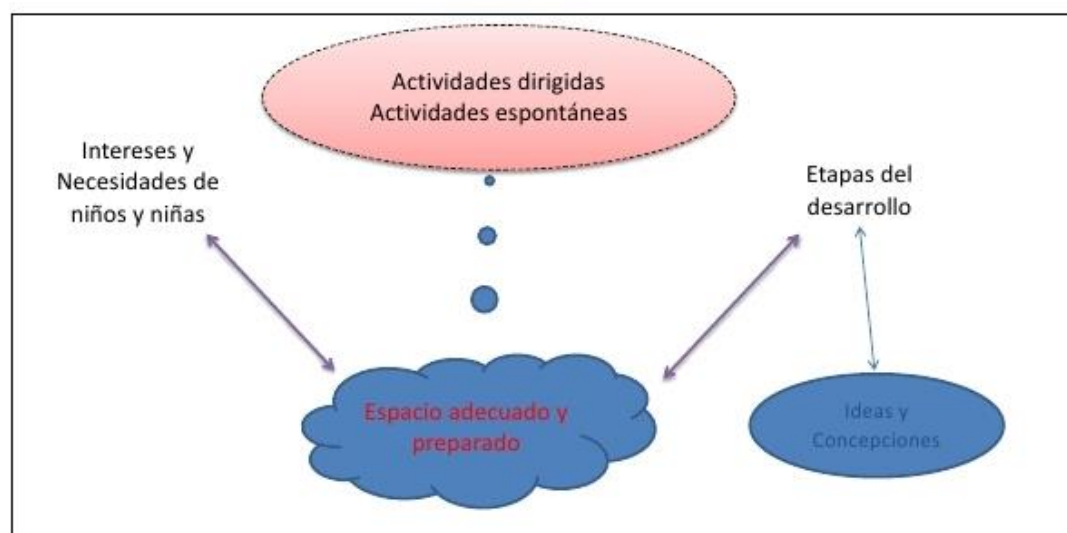 Actividades dirigidas
Actividades espontáneas
Intereses y
Necesidades de
niños y niñas
Etapas del
desarrollo
Espacio adecuado y
preparado
Ideas y
Concepciones